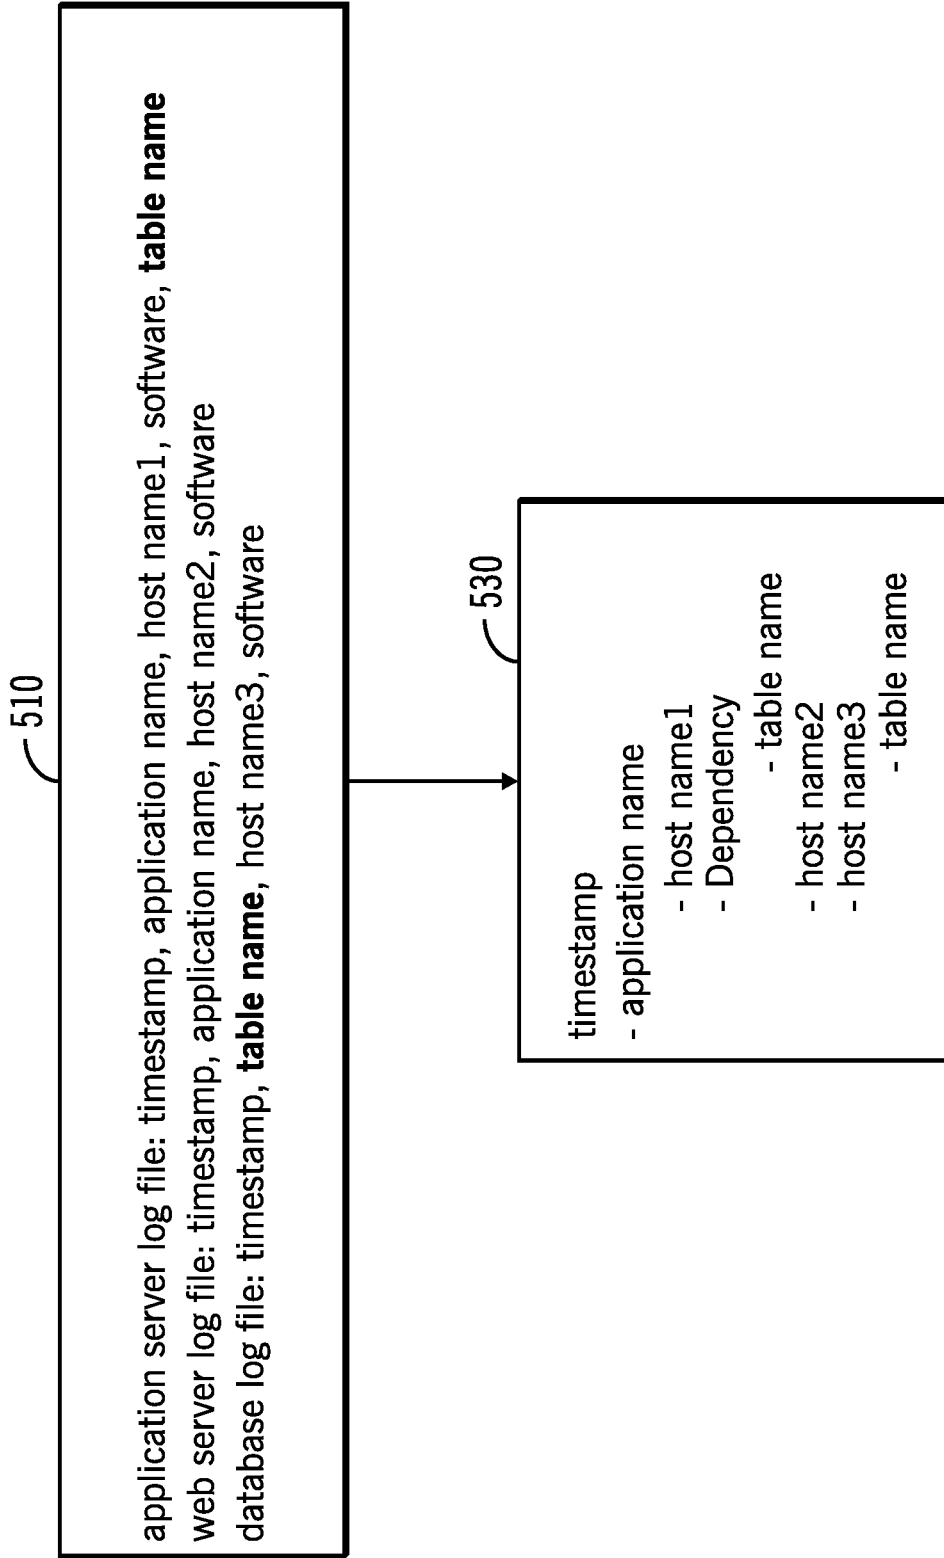 510
application server log file: timestamp, application name, host name1, software, table name
web server log file: timestamp, application name, host name2, software
database log file: timestamp, table name, host name3, software
530
timestamp
- application name
- host name1
- Dependency
- table name
- host name2
- host name3
- table name